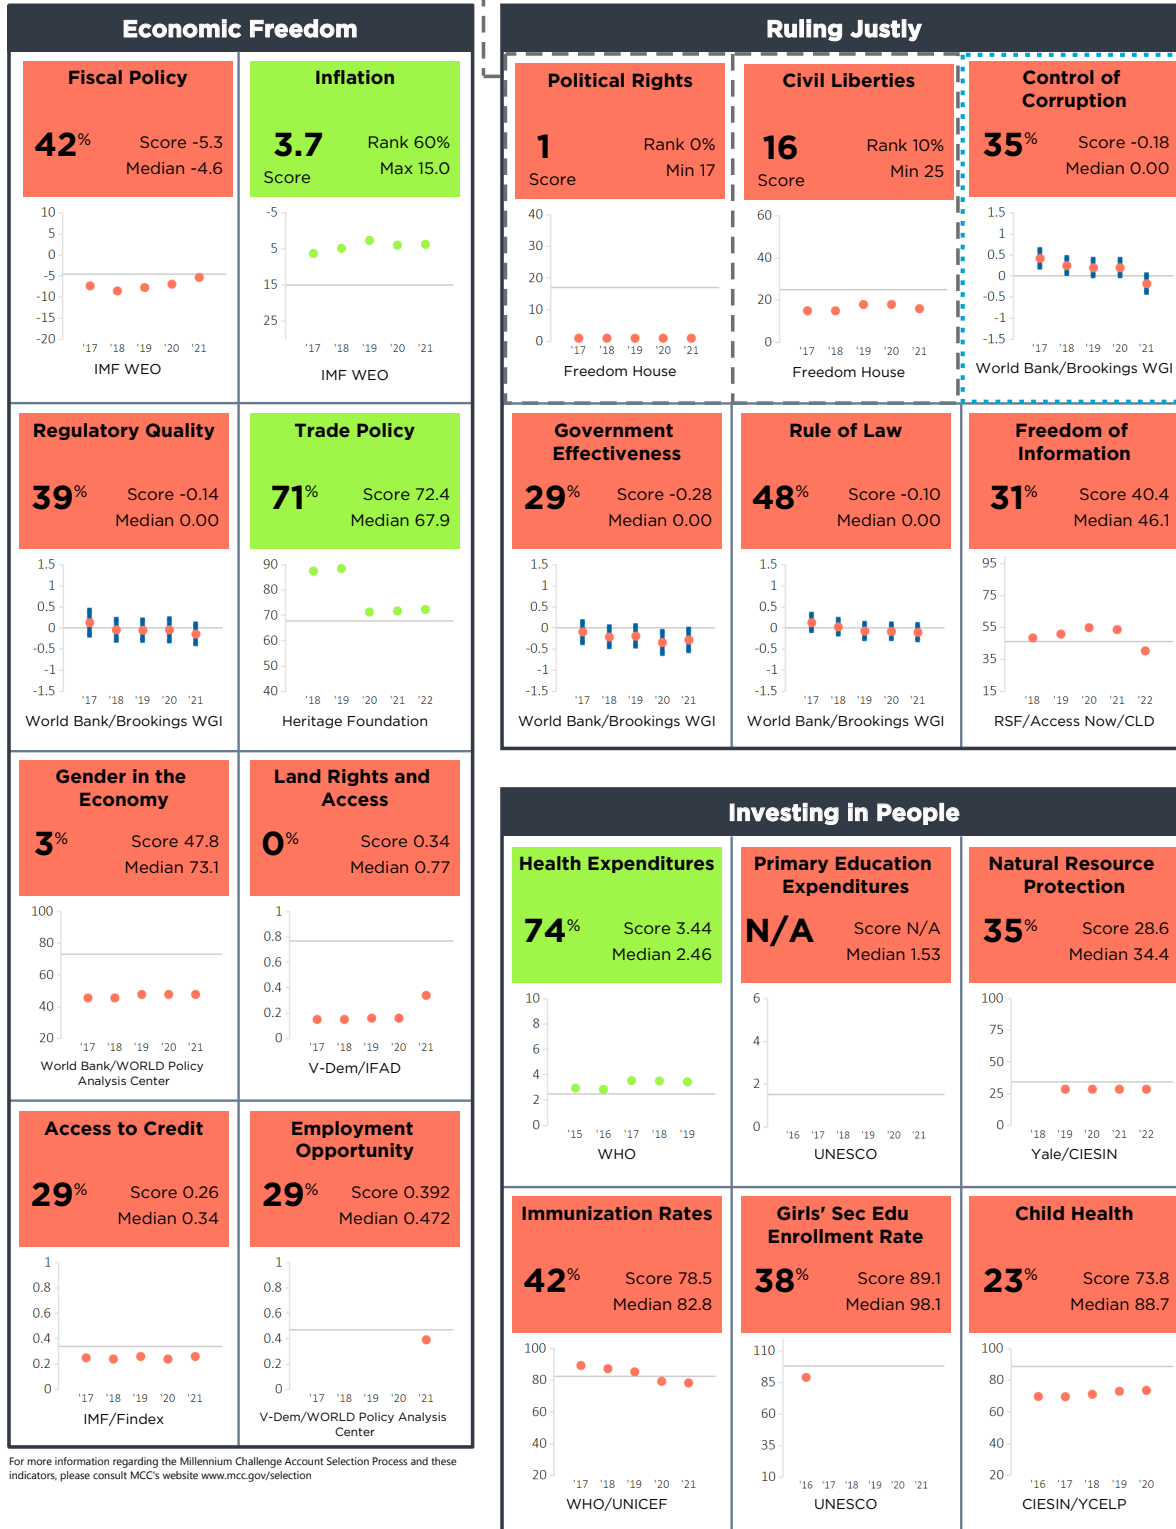 Economic Freedom
Fiscal Policy
42%
Score -5.3
Median -4.6
10
5
0
-5
-10
-15
-20
'17 '18 '19 '20 '21
IMF WEO
Inflation
3.7
Score
Rank 60%
Max 15.0
-5
5
15
25
'17 '18 '19 '20 '21
IMF WEO
Regulatory Quality
39%
Score -0.14
Median 0.00
1.5
1
0.5
0
-0.5
-1
-1.5
'17 '18 '19 '20 '21
World Bank/Brookings WGI
Trade Policy
71%
Score 72.4
Median 67.9
90
80
70
60
50
40
'18 '19 '20 '21 '22
Heritage Foundation
Gender in the
Economy
3%
Score 47.8
Median 73.1
100
80
60
40
20
'17 '18 '19 '20 '21
World Bank/WORLD Policy
Analysis Center
Land Rights and
Access
0%
Score 0.34
Median 0.77
1
0.8
0.6
0.4
0.2
0
'17 '18 '19 '20 '21
V-Dem/IFAD
Access to Credit
29%
Score 0.26
Median 0.34
1
0.8
0.6
0.4
0.2
0
'17 '18 '19 '20 '21
IMF/Findex
Employment
Opportunity
29%
Score 0.392
Median 0.472
1
0.8
0.6
0.4
0.2
0
'17 '18 '19 '20 '21
V-Dem/WORLD Policy Analysis
Center
For more information regarding the Millennium Challenge Account Selection Process and these
indicators, please consult MCC's website www.mcc.gov/selection
Ruling Justly
Political Rights
1
Score
Rank 0%
Min 17
40
30
20
10
0
'17 '18 '19 '20 '21
Freedom House
Civil Liberties
16
Score
Rank 10%
Min 25
60
40
20
0
'17 '18 '19 '20 '21
Freedom House
Control of
Corruption
35%
Score -0.18
Median 0.00
1.5
1
0.5
0
-0.5
-1
-1.5
'17 '18 '19 '20 '21
World Bank/Brookings WGI
Government
Effectiveness
29%
Score -0.28
Median 0.00
1.5
1
0.5
0
-0.5
-1
-1.5
'17 '18 '19 '20 '21
World Bank/Brookings WGI
Rule of Law
48%
Score -0.10
Median 0.00
1.5
1
0.5
0
-0.5
-1
-1.5
'17 '18 '19 '20 '21
World Bank/Brookings WGI
Freedom of
Information
31%
Score 40.4
Median 46.1
95
75
55
35
15
'18 '19 '20 '21 '22
RSF/Access Now/CLD
Investing in People
Health Expenditures
74%
Score 3.44
Median 2.46
10
8
6
4
2
0
'15 '16 '17 '18 '19
WHO
Primary Education
Expenditures
N/A
Score N/A
Median 1.53
6
4
2
0
'16 '17 '18 '19 '20 '21
UNESCO
Natural Resource
Protection
35%
Score 28.6
Median 34.4
100
75
50
25
0
'18 '19 '20 '21 '22
Yale/CIESIN
Immunization Rates
42%
Score 78.5
Median 82.8
100
80
60
40
20
'17 '18 '19 '20 '21
WHO/UNICEF
Girls' Sec Edu
Enrollment Rate
38%
Score 89.1
Median 98.1
110
85
60
35
10
'16 '17 '18 '19 '20 '21
UNESCO
Child Health
23%
Score 73.8
Median 88.7
100
80
60
40
20
'16 '17 '18 '19 '20
CIESIN/YCELP